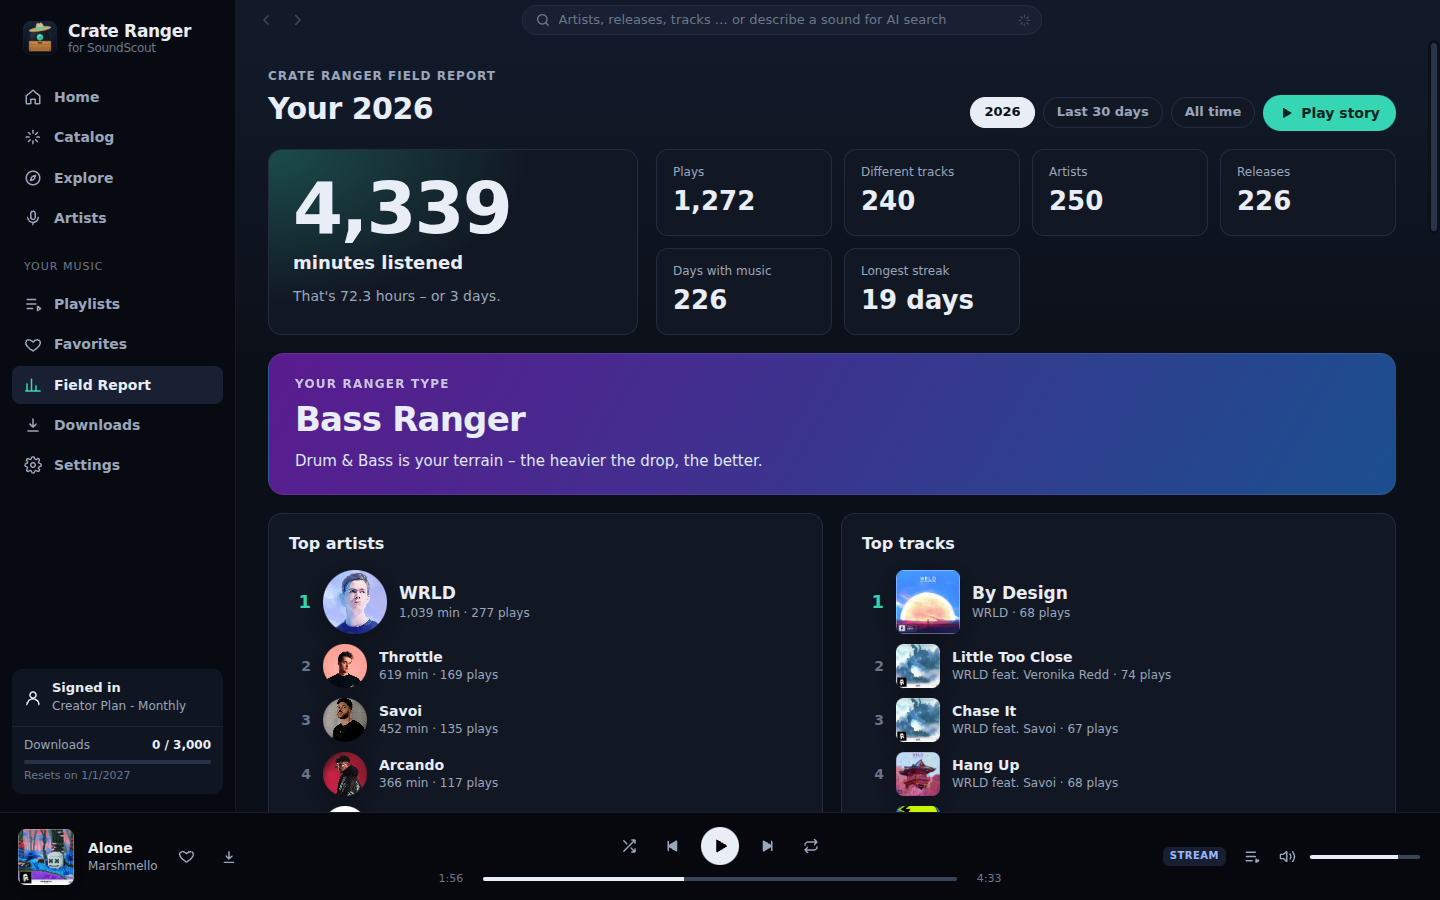 Crate Ranger
for SoundScout
Artists, releases, tracks ... or describe a sound for AI search
Home
Catalog
Explore
Artists
YOUR MUSIC
Playlists
Favorites
Field Report
Downloads
Settings
Signed in
Creator Plan - Monthly
Downloads 0 / 3,000
Resets on 1/1/2027
CRATE RANGER FIELD REPORT
Your 2026
2026 Last 30 days All time Play story
4,339
minutes listened
That's 72.3 hours – or 3 days.
Plays
1,272
Different tracks
240
Artists
250
Releases
226
Days with music
226
Longest streak
19 days
YOUR RANGER TYPE
Bass Ranger
Drum & Bass is your terrain – the heavier the drop, the better.
Top artists
1 WRLD
1,039 min · 277 plays
2 Throttle
619 min · 169 plays
3 Savoi
452 min · 135 plays
4 Arcando
366 min · 117 plays
Top tracks
1 By Design
WRLD · 68 plays
WRLD
2 Little Too Close
WRLD feat. Veronika Redd · 74 plays
3 Chase It
WRLD feat. Savoi · 67 plays
4 Hang Up
WRLD feat. Savoi · 68 plays
Alone
Marshmello
1:56 4:33
STREAM